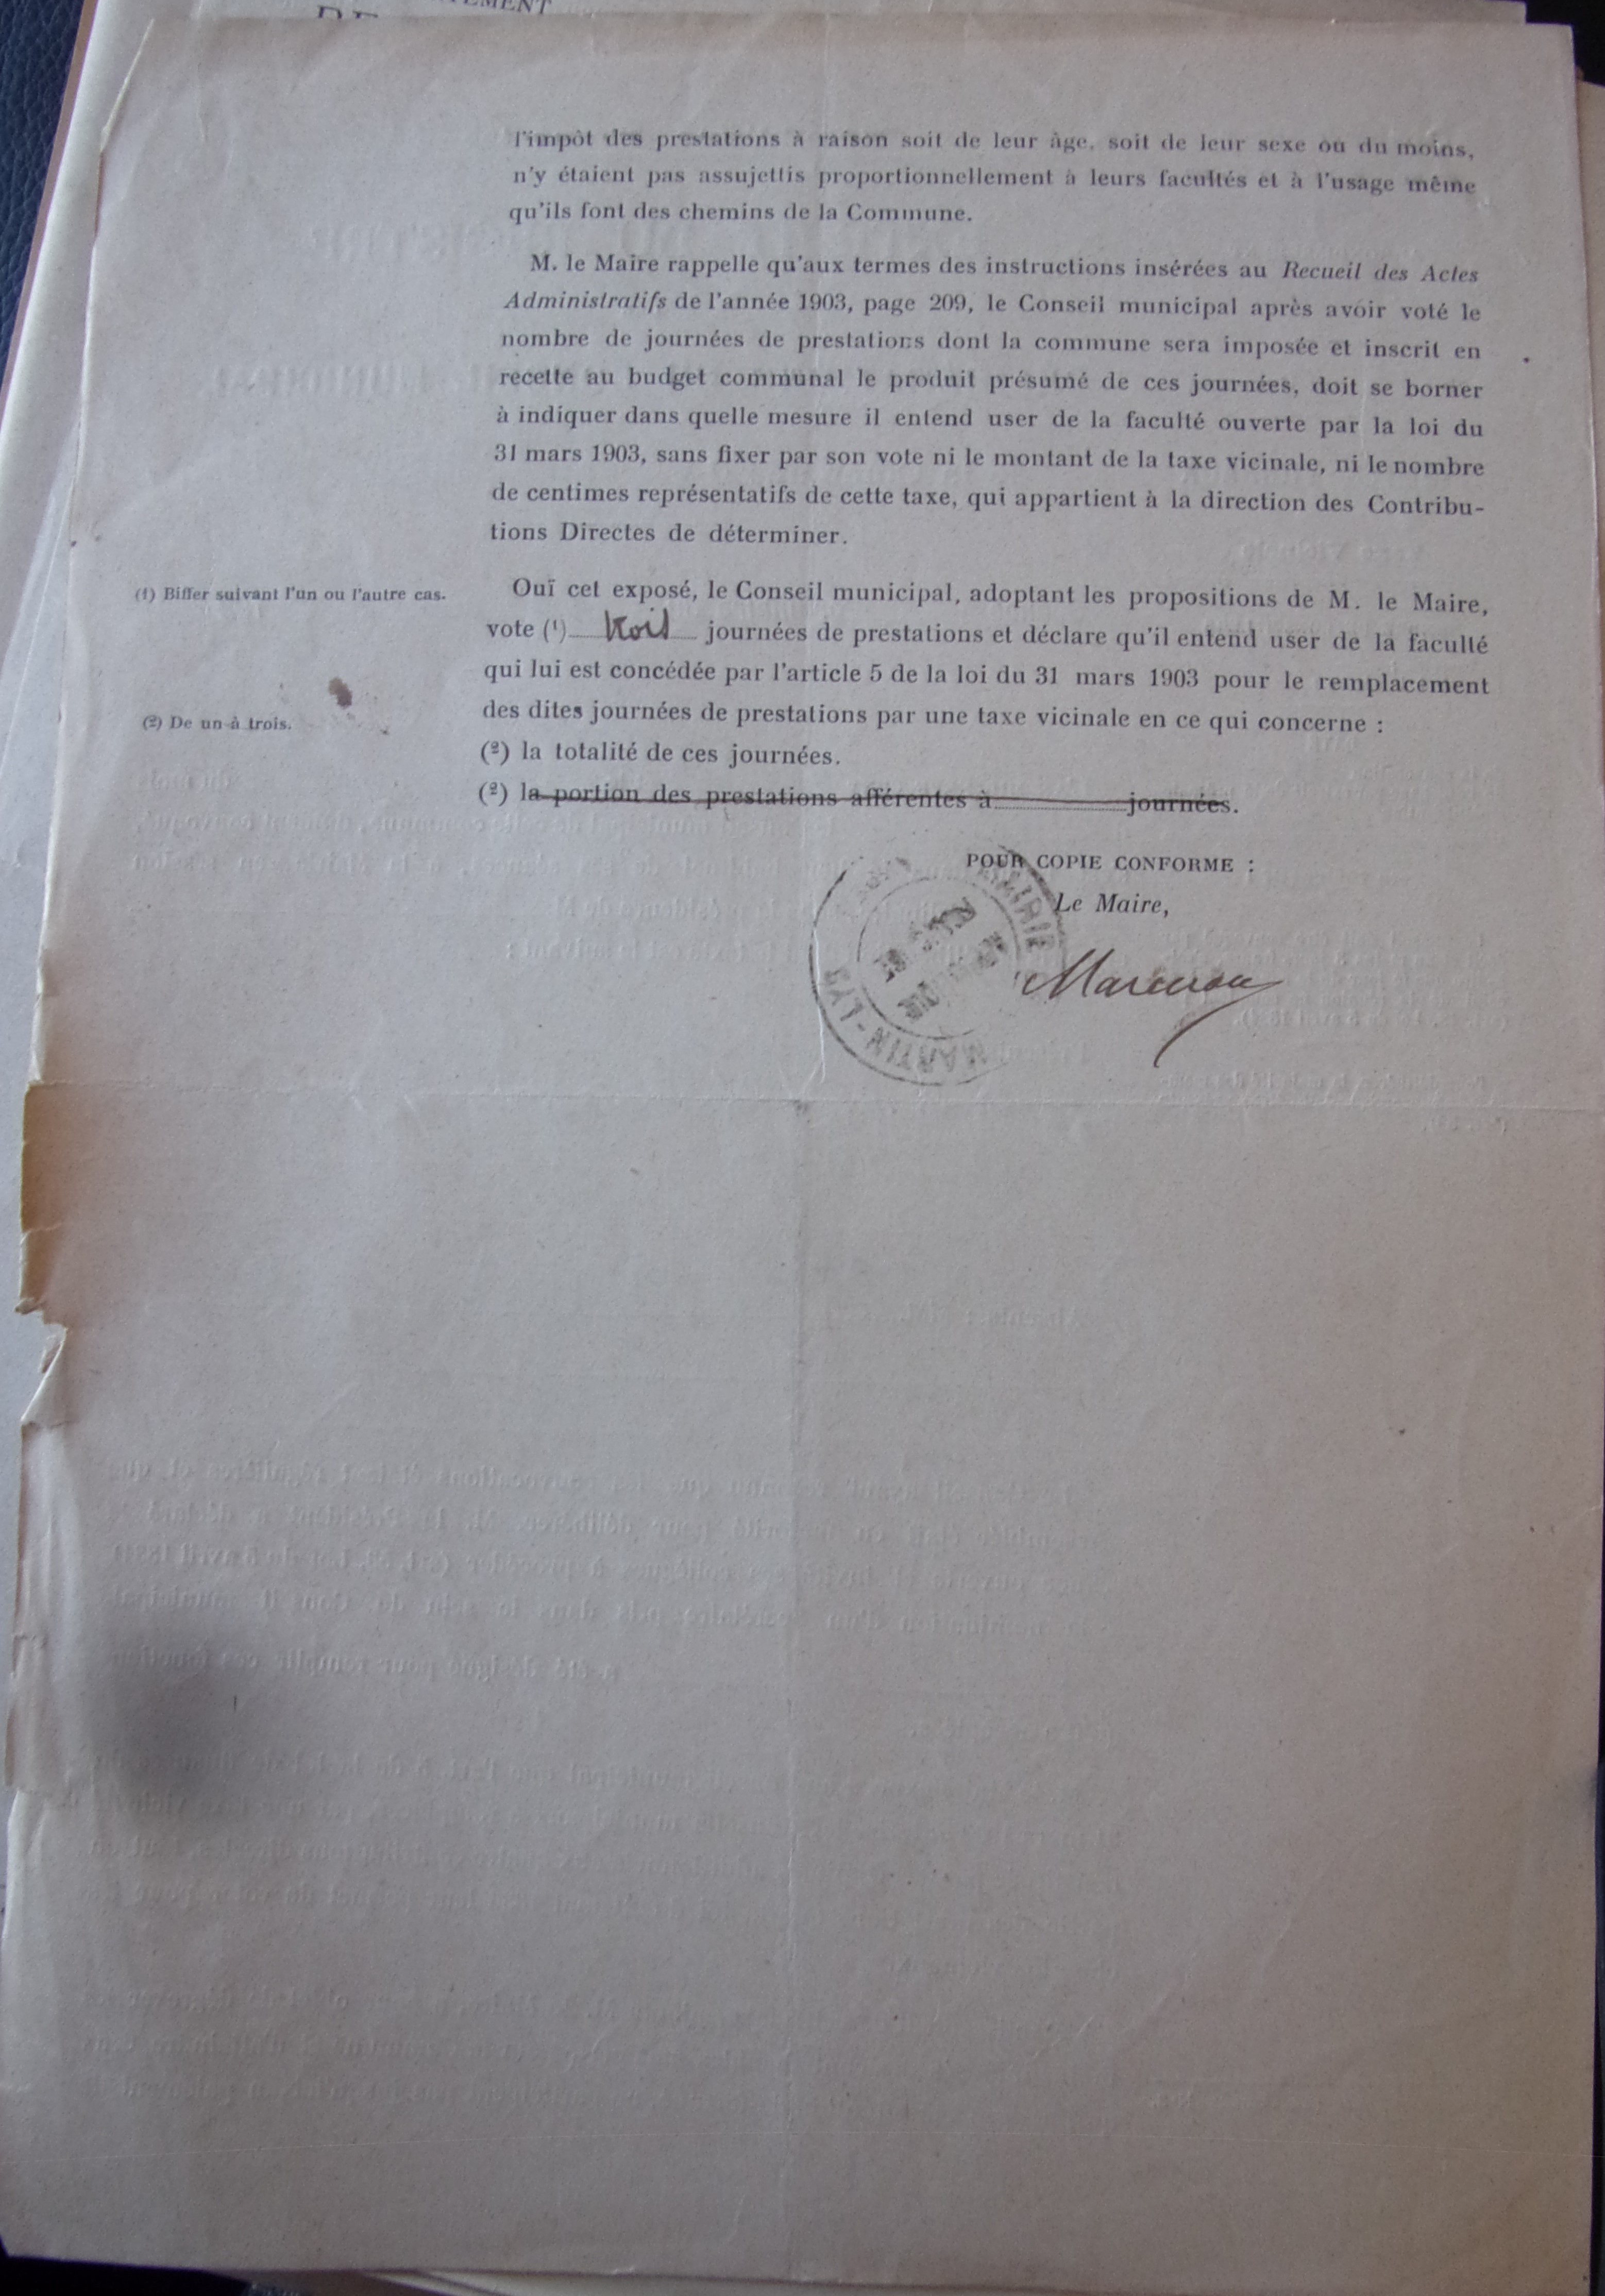 l'impôt des prestations à raison soit de leur âge, soit de leur sexe ou du moins,
n'y étaient pas assujettis proportionnellement à leurs facultés et à l'usage même
qu'ils font des chemins de la Commune.
M. le Maire rappelle qu'aux termes des instructions insérées au Recueil des Actes
Administratifs de l'année 1903, page 209, le Conseil municipal après avoir voté le
nombre de journées de prestations dont la commune sera imposée et inscrit en
recette au budget communal le produit présumé de ces journées, doit se borner
à indiquer dans quelle mesure il entend user de la faculté ouverte par la loi du
31 mars 1903, sans fixer par son vote ni le montant de la taxe vicinale, ni le nombre
de centimes représentatifs de cette taxe, qui appartient à la direction des Contribu-
tions Directes de déterminer.
(1) Biffer suivant l'un ou l'autre cas.
Ouï cet exposé, le Conseil municipal, adoptant les propositions de M. le Maire,
vote (1) trois journées de prestations et déclare qu'il entend user de la faculté
qui lui est concédée par l'article 5 de la loi du 31 mars 1903 pour le remplacement
des dites journées de prestations par une taxe vicinale en ce qui concerne :
(2) De un à trois.
(2) la totalité de ces journées.
(2) la portion des prestations afférentes à journées.
POUR COPIE CONFORME :
Le Maire,
MAIRIE
MARTIN-LYS